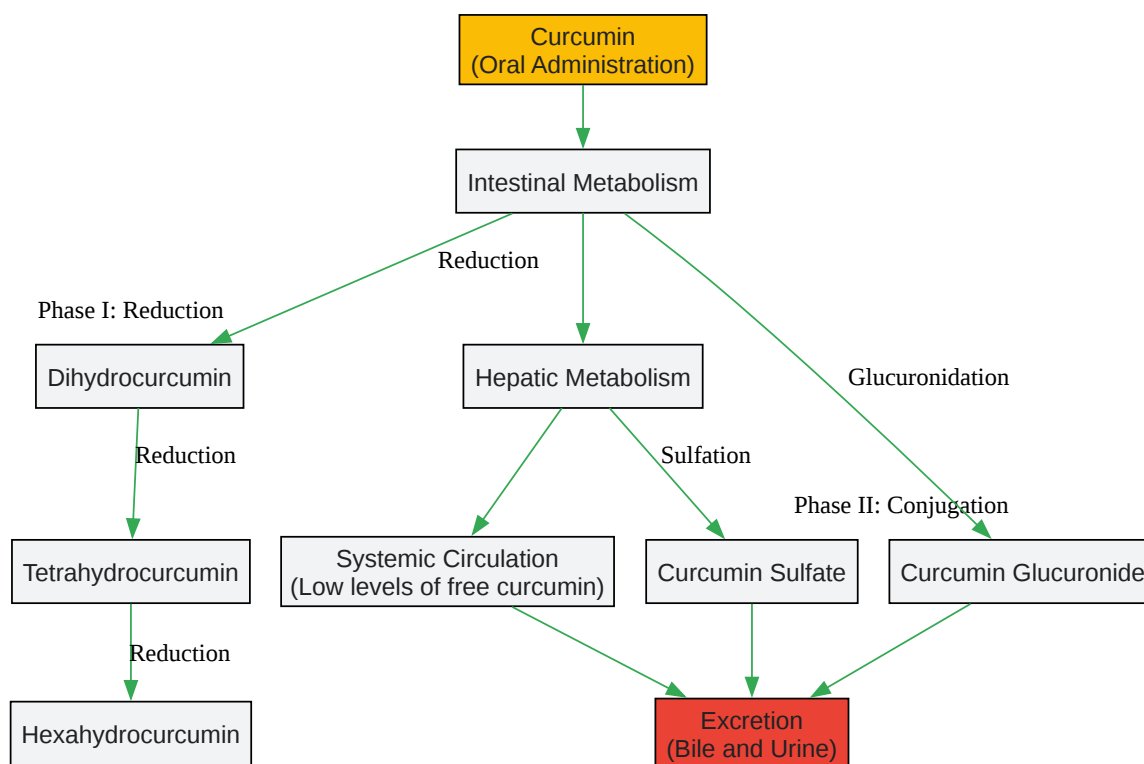 Curcumin
(Oral Administration)
Intestinal Metabolism
Reduction
Phase I: Reduction
Dihydrocurcumin
Hepatic Metabolism
Glucuronidation
Reduction
Sulfation
Phase II: Conjugation
Tetrahydrocurcumin
Systemic Circulation
(Low levels of free curcumin)
Curcumin Sulfate
Curcumin Glucuronide
Reduction
Hexahydrocurcumin
Excretion
(Bile and Urine)